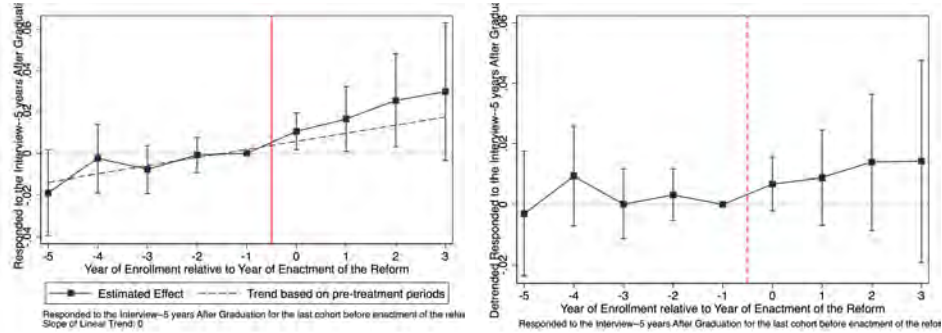 Responded to the Interview--5 years After Graduati
.06
.04
.02
0
-.02
-.04
-5 -4 -3 -2 -1 0 1 2 3
Year of Enrollment relative to Year of Enactment of the Reform
Estimated Effect Trend based on pre-treatment periods
Responded to the Interview--5 years After Graduation for the last cohort before enactment of the
Slope of Linear Trend: 0
Detrended Responded to the Interview--5 years After Graduati
.06
.04
.02
0
-.02
-5 -4 -3 -2 -1 0 1 2 3
Year of Enrollment relative to Year of Enactment of the Reform
Responded to the Interview--5 years After Graduation for the last cohort before enactment of the